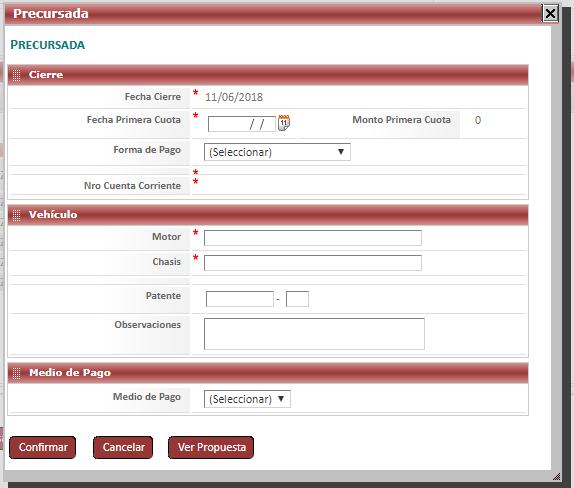 Precursada
PRECURSADA
Cierre
Fecha Cierre * 11/06/2018
Fecha Primera Cuota * / / 11 Monto Primera Cuota 0
Forma de Pago (Seleccionar)
*
Nro Cuenta Corriente *
Vehículo
Motor *
Chasis *
Patente -
Observaciones
Medio de Pago
Medio de Pago (Seleccionar)
Confirmar Cancelar Ver Propuesta